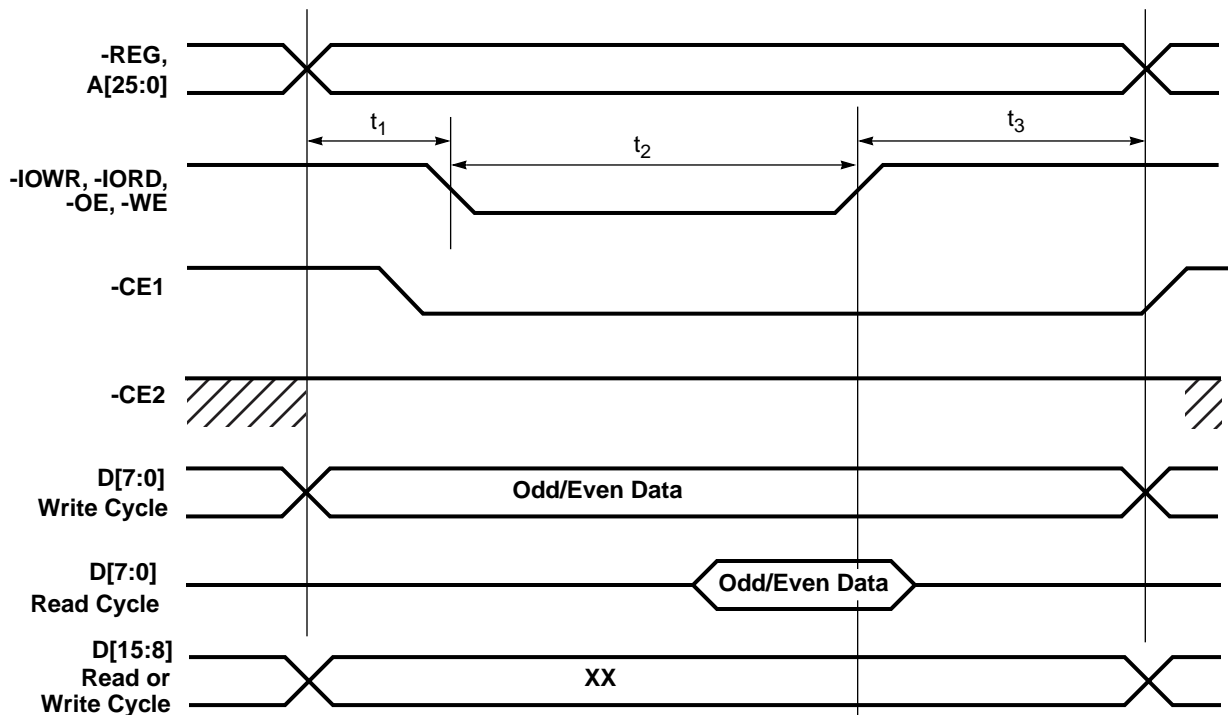 -REG,
A[25:0]
t1
t2
t3
-IOWR, -IORD,
-OE, -WE
-CE1
-CE2
D[7:0]
Write Cycle
Odd/Even Data
D[7:0]
Read Cycle
Odd/Even Data
D[15:8]
Read or
Write Cycle
XX